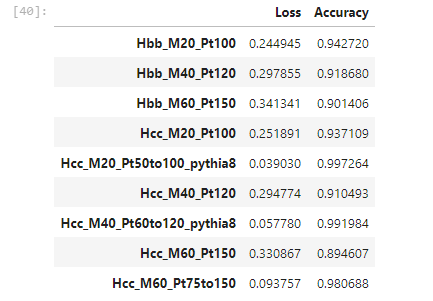 [40]:
Loss Accuracy
Hbb_M20_Pt100 0.244945 0.942720
Hbb_M40_Pt120 0.297855 0.918680
Hbb_M60_Pt150 0.341341 0.901406
Hcc_M20_Pt100 0.251891 0.937109
Hcc_M20_Pt50to100_pythia8 0.039030 0.997264
Hcc_M40_Pt120 0.294774 0.910493
Hcc_M40_Pt60to120_pythia8 0.057780 0.991984
Hcc_M60_Pt150 0.330867 0.894607
Hcc_M60_Pt75to150 0.093757 0.980688